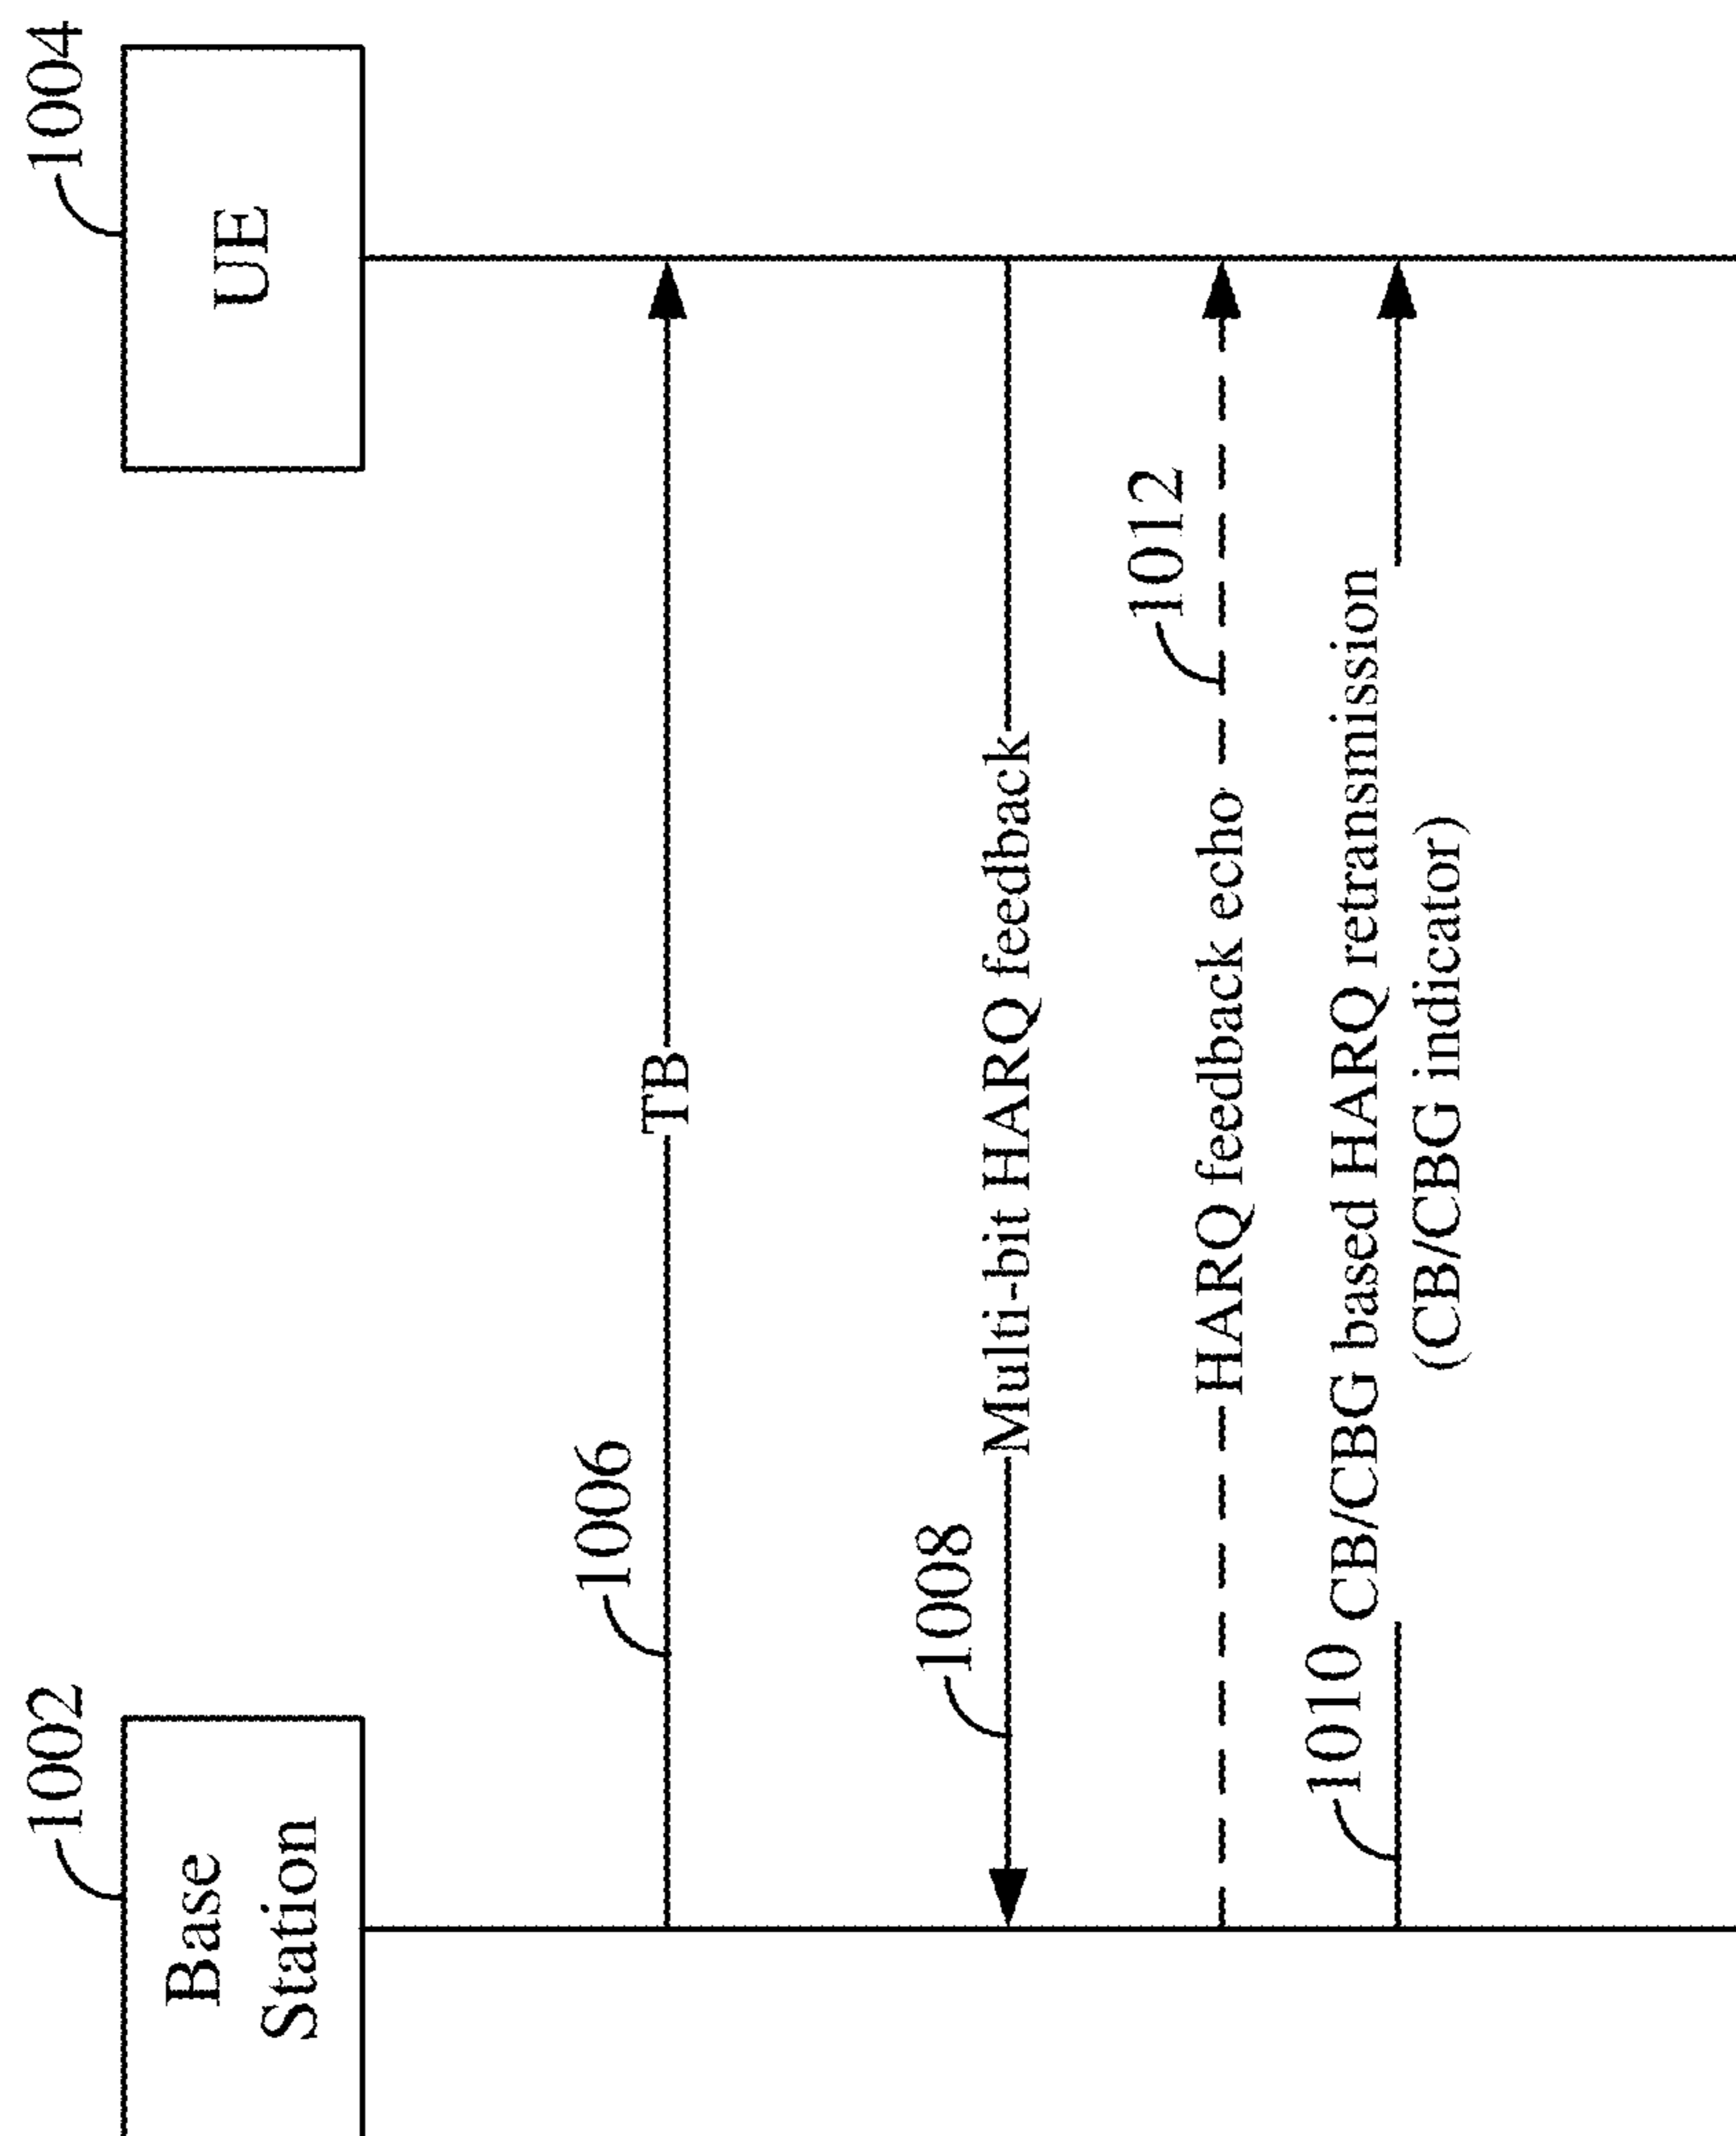 1002
Base
Station
1004
UE
1006
TB
1008
Multi-bit HARQ feedback
1012
HARQ feedback echo
1010
CB/CBG based HARQ retransmission
(CB/CBG indicator)